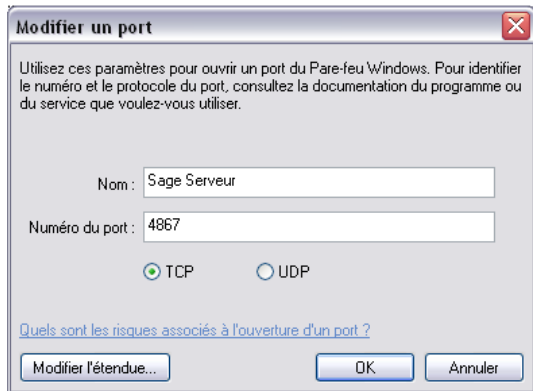 Modifier un port
Utilisez ces paramètres pour ouvrir un port du Pare-feu Windows. Pour identifier
le numéro et le protocole du port, consultez la documentation du programme ou
du service que voulez-vous utiliser.
Nom : Sage Serveur
Numéro du port : 4867
TCP UDP
Quels sont les risques associés à l'ouverture d'un port ?
Modifier l'étendue... OK Annuler